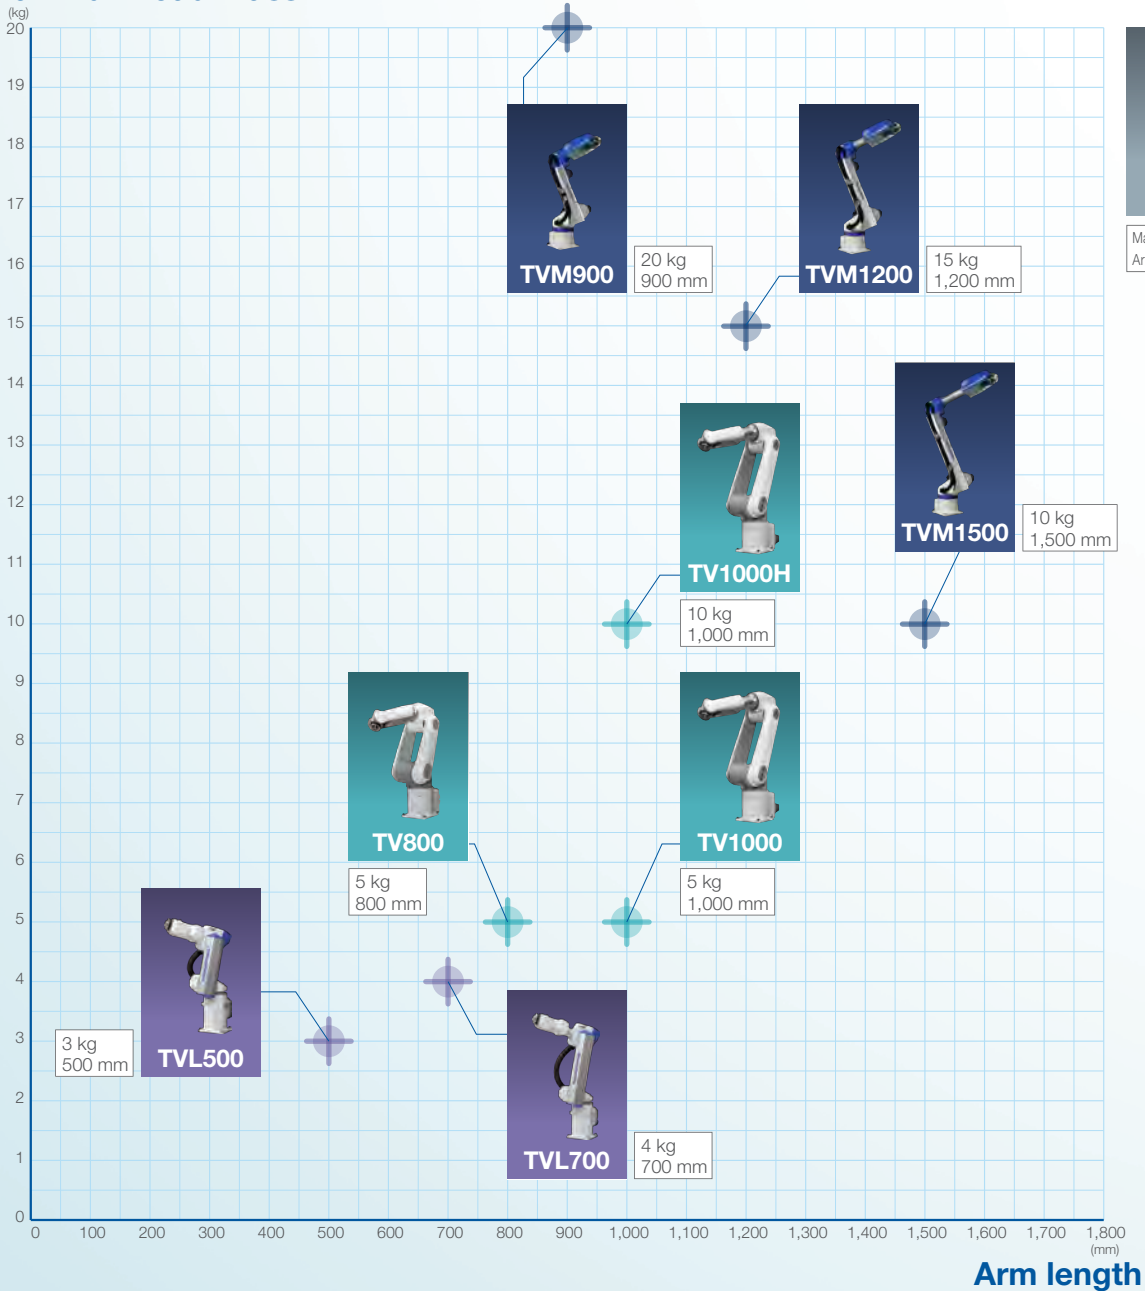 (kg)
20
19
18
17
16
15
14
13
12
11
10
9
8
7
6
5
4
3
2
1
0
TVM900
20 kg
900 mm
TVM1200
15 kg
1,200 mm
TVM1500
10 kg
1,500 mm
TV1000H
10 kg
1,000 mm
TV800
5 kg
800 mm
TV1000
5 kg
1,000 mm
TVL500
3 kg
500 mm
TVL700
4 kg
700 mm
0 100 200 300 400 500 600 700 800 900 1,000 1,100 1,200 1,300 1,400 1,500 1,600 1,700 1,800
(mm)
Arm length